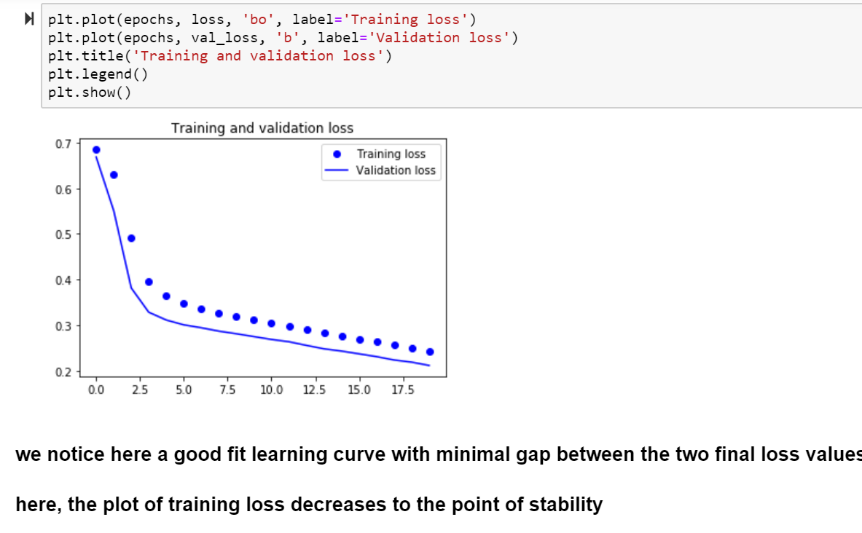 plt.plot(epochs, loss, 'bo', label='Training loss')
plt.plot(epochs, val_loss, 'b', label='Validation loss')
plt.title('Training and validation loss')
plt.legend()
plt.show()
Training and validation loss
Training loss
Validation loss
0.7
0.6
0.5
0.4
0.3
0.2
0.0 2.5 5.0 7.5 10.0 12.5 15.0 17.5
we notice here a good fit learning curve with minimal gap between the two final loss values
here, the plot of training loss decreases to the point of stability